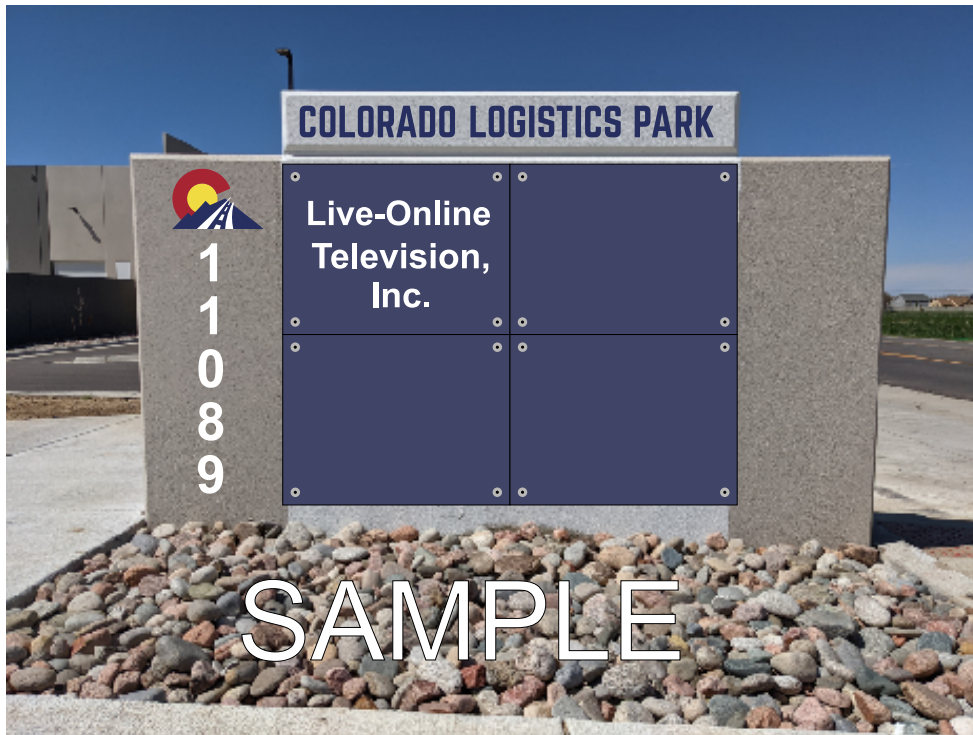 COLORADO LOGISTICS PARK
Live-Online
Television,
Inc.
1
1
0
8
9
SAMPLE